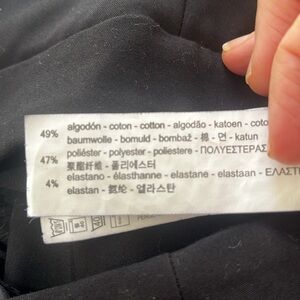 49% algodón - coton - cotton - algodão - katoen - coto
baumwolle - bomuld - bombaž - 棉 - 면 - katun
47% poliéster - polyester - poliestere - ΠΟΛΥΕΣΤΕΡΑΣ
聚酯纤维 - 폴리에스터
4% elastano - élasthanne - elastane - elastaan - ΕΛΑΣΤ
elastan - 氨纶 - 엘라스탄